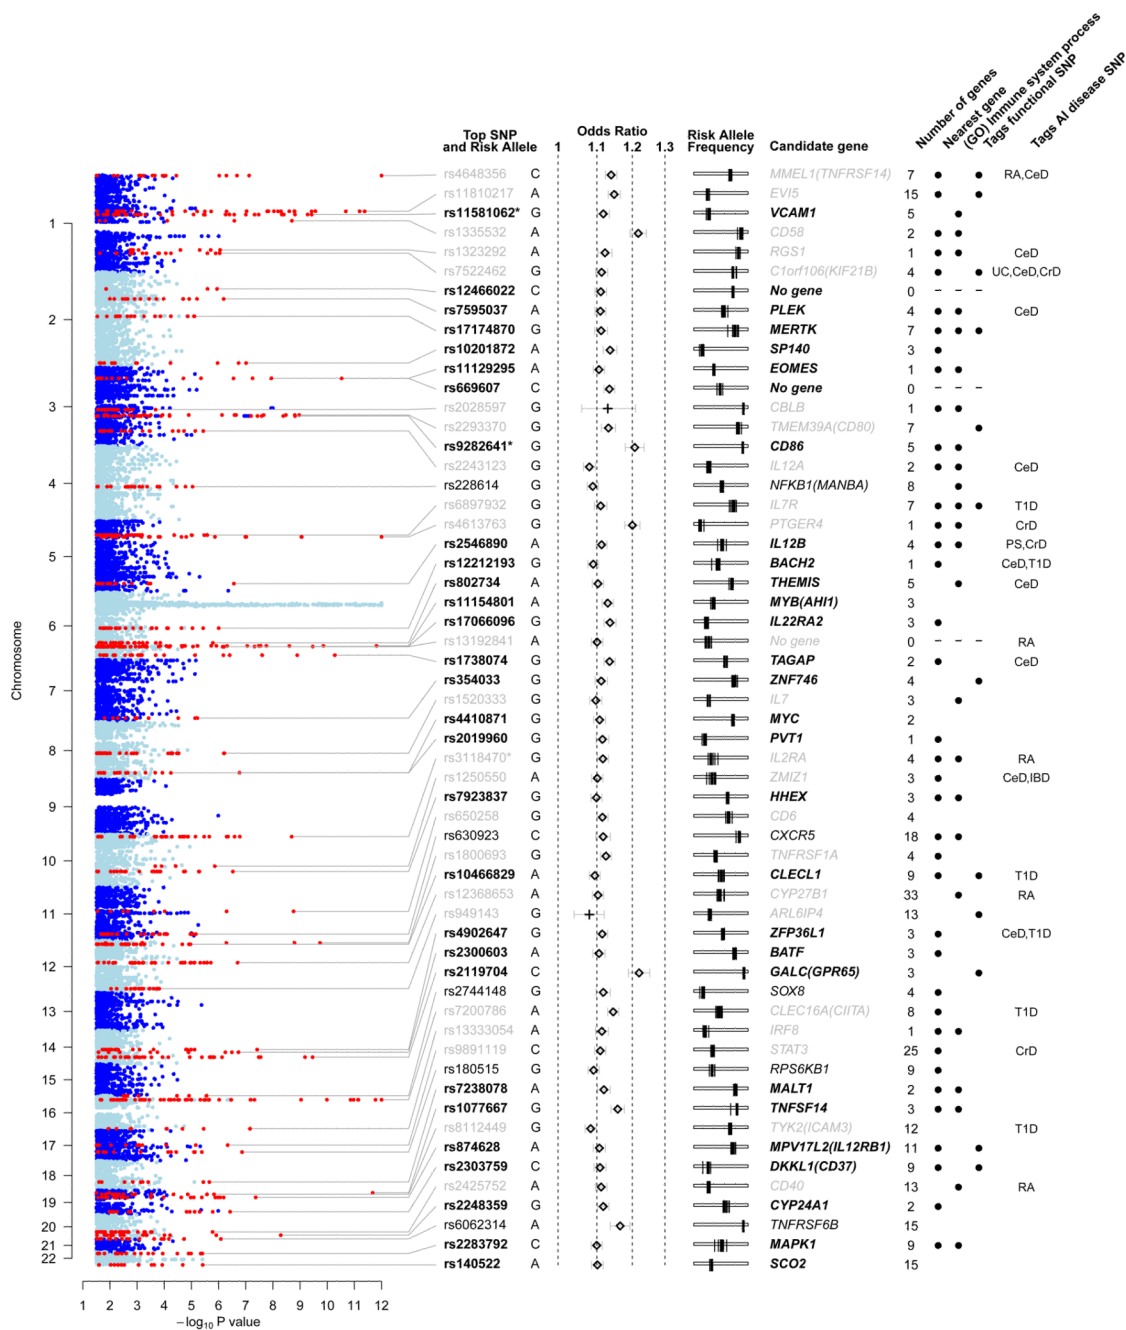 Number of genes
Nearest gene
(GO) Immune system process
Tags functional SNP
Tags AI disease SNP
Top SNP and Risk Allele
Odds Ratio
1 1.1 1.2 1.3
Risk Allele Frequency
Candidate gene
rs4648356 C MMEL1(TNFRSF14) 7 RA,CeD
rs11810217 A EVI5 15
rs11581062* G VCAM1 5
rs1335532 A CD58 2
rs1323292 A RGS1 1 CeD
rs7522462 G C1orf106(KIF21B) 4 UC,CeD,CrD
rs12466022 C No gene 0 – – –
rs7595037 A PLEK 4 CeD
rs17174870 G MERTK 7
rs10201872 A SP140 3
rs11129295 A EOMES 1
rs669607 C No gene 0 – – –
rs2028597 G CBLB 1
rs2293370 G TMEM39A(CD80) 7
rs9282641* G CD86 5
rs2243123 G IL12A 2 CeD
rs228614 G NFKB1(MANBA) 8
rs6897932 G IL7R 7 T1D
rs4613763 G PTGER4 1 CrD
rs2546890 A IL12B 4 PS,CrD
rs12212193 G BACH2 1 CeD,T1D
rs802734 A THEMIS 5 CeD
rs11154801 A MYB(AHI1) 3
rs17066096 G IL22RA2 3
rs13192841 A No gene 0 – – – RA
rs1738074 G TAGAP 2 CeD
rs354033 G ZNF746 4
rs1520333 G IL7 3
rs4410871 G MYC 2
rs2019960 G PVT1 1
rs3118470* G IL2RA 4 RA
rs1250550 A ZMIZ1 3 CeD,IBD
rs7923837 G HHEX 3
rs650258 G CD6 4
rs630923 C CXCR5 18
rs1800693 G TNFRSF1A 4
rs10466829 A CLECL1 9 T1D
rs12368653 A CYP27B1 33 RA
rs949143 G ARL6IP4 13
rs4902647 G ZFP36L1 3 CeD,T1D
rs2300603 A BATF 3
rs2119704 C GALC(GPR65) 3
rs2744148 G SOX8 4
rs7200786 A CLEC16A(CIITA) 8 T1D
rs13333054 A IRF8 1
rs9891119 C STAT3 25 CrD
rs180515 G RPS6KB1 9
rs7238078 A MALT1 2
rs1077667 G TNFSF14 3
rs8112449 G TYK2(ICAM3) 12 T1D
rs874628 A MPV17L2(IL12RB1) 11
rs2303759 C DKKL1(CD37) 9
rs2425752 A CD40 13 RA
rs2248359 G CYP24A1 2
rs6062314 A TNFRSF6B 15
rs2283792 C MAPK1 9
rs140522 A SCO2 15
Chromosome
1
2
3
4
5
6
7
8
9
10
11
12
13
14
15
16
17
18
19
20
21
22
1 2 3 4 5 6 7 8 9 10 11 12
−log10 P value